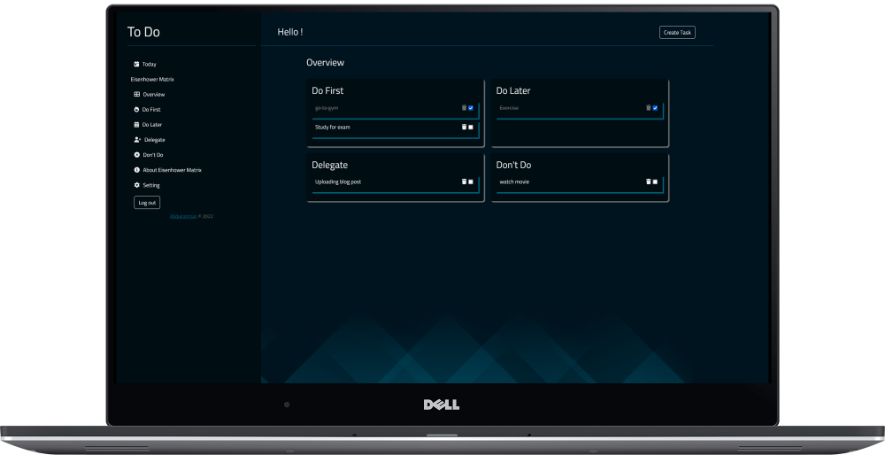 To Do
Hello !
Create Task
Today
Eisenhower Matrix
Overview
Do First
Do Later
Delegate
Don't Do
About Eisenhower Matrix
Setting
Log out
© 2022
Overview
Do First
go to gym
Study for exam
Do Later
Exercise
Delegate
Uploading blog post
Don't Do
watch movie
DELL